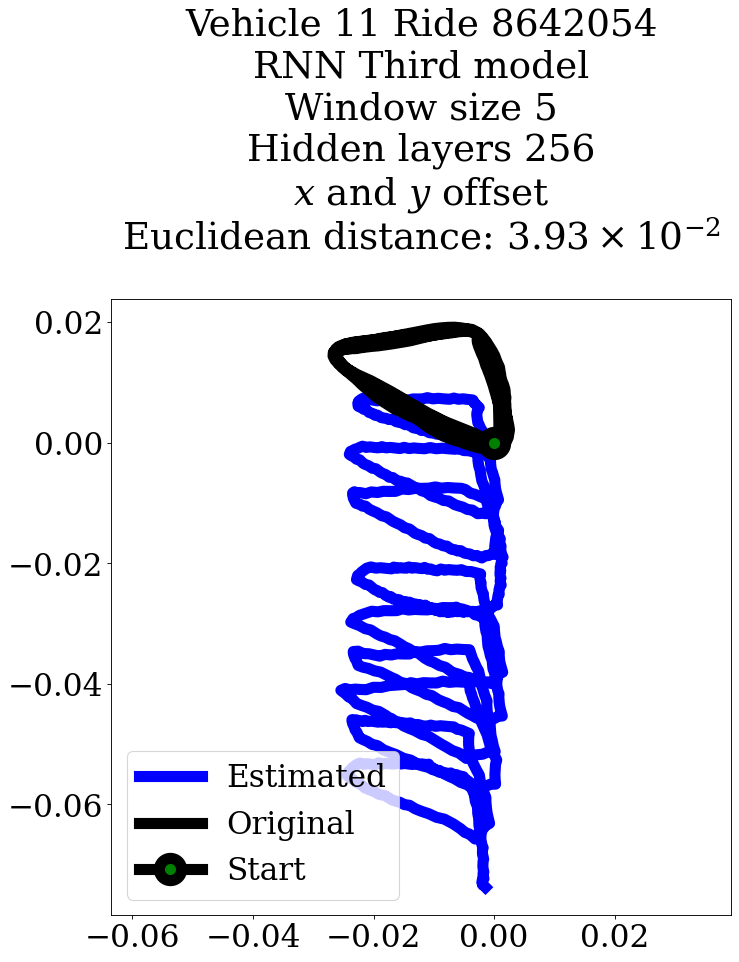 Vehicle 11 Ride 8642054
RNN Third model
Window size 5
Hidden layers 256
x and y offset
Euclidean distance: 3.93 × 10⁻²
0.02
0.00
−0.02
−0.04
−0.06
Estimated
Original
Start
−0.06 −0.04 −0.02 0.00 0.02